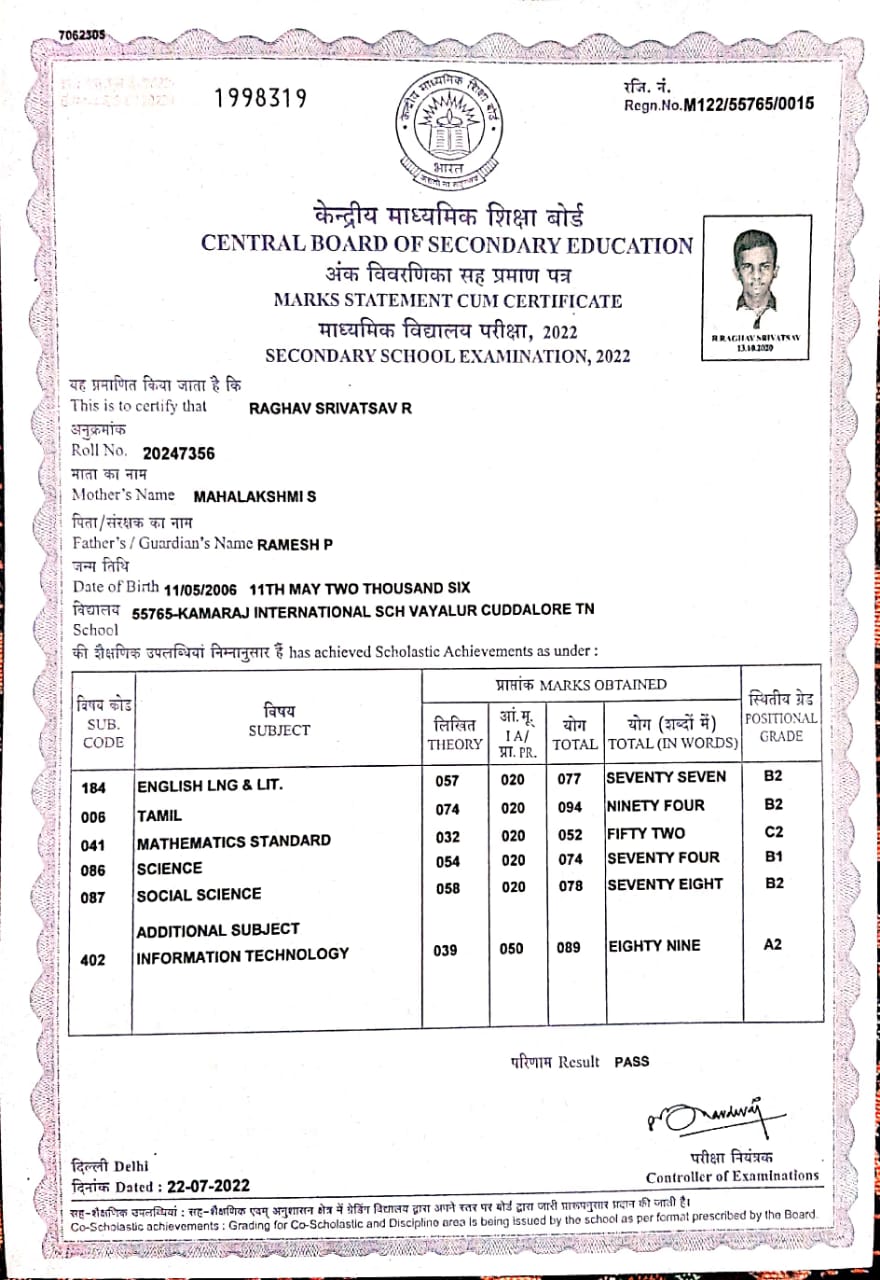 7062305
1998319
रजि. नं.
Regn.No.M122/55765/0015
केन्द्रीय माध्यमिक शिक्षा बोर्ड
भारत
केन्द्रीय माध्यमिक शिक्षा बोर्ड
CENTRAL BOARD OF SECONDARY EDUCATION
अंक विवरणिका सह प्रमाण पत्र
MARKS STATEMENT CUM CERTIFICATE
माध्यमिक विद्यालय परीक्षा, 2022
SECONDARY SCHOOL EXAMINATION, 2022
RAGHAV SRIVATSAV
13.10.2020
यह प्रमाणित किया जाता है कि
This is to certify that RAGHAV SRIVATSAV R
अनुक्रमांक
Roll No. 20247356
माता का नाम
Mother's Name MAHALAKSHMI S
पिता/संरक्षक का नाम
Father's / Guardian's Name RAMESH P
जन्म तिथि
Date of Birth 11/05/2006 11TH MAY TWO THOUSAND SIX
विद्यालय 55765-KAMARAJ INTERNATIONAL SCH VAYALUR CUDDALORE TN
School
की शैक्षणिक उपलब्धियां निम्नानुसार हैं has achieved Scholastic Achievements as under :
विषय कोड
SUB.
CODE
विषय
SUBJECT
प्राप्तांक MARKS OBTAINED
लिखित
THEORY
आं.मू.
I A/
प्रा. PR.
योग
TOTAL
योग (शब्दों में)
TOTAL (IN WORDS)
स्थितीय ग्रेड
POSITIONAL
GRADE
184 ENGLISH LNG & LIT. 057 020 077 SEVENTY SEVEN B2
006 TAMIL 074 020 094 NINETY FOUR B2
041 MATHEMATICS STANDARD 032 020 052 FIFTY TWO C2
086 SCIENCE 054 020 074 SEVENTY FOUR B1
087 SOCIAL SCIENCE 058 020 078 SEVENTY EIGHT B2
ADDITIONAL SUBJECT
402 INFORMATION TECHNOLOGY 039 050 089 EIGHTY NINE A2
परिणाम Result PASS
दिल्ली Delhi
दिनांक Dated : 22-07-2022
परीक्षा नियंत्रक
Controller of Examinations
सह-शैक्षणिक उपलब्धियां : सह-शैक्षणिक एवम् अनुशासन क्षेत्र में ग्रेडिंग विद्यालय द्वारा अपने स्तर पर बोर्ड द्वारा जारी प्रारूपनुसार प्रदान की जाती है।
Co-Scholastic achievements : Grading for Co-Scholastic and Discipline area is being issued by the school as per format prescribed by the Board.